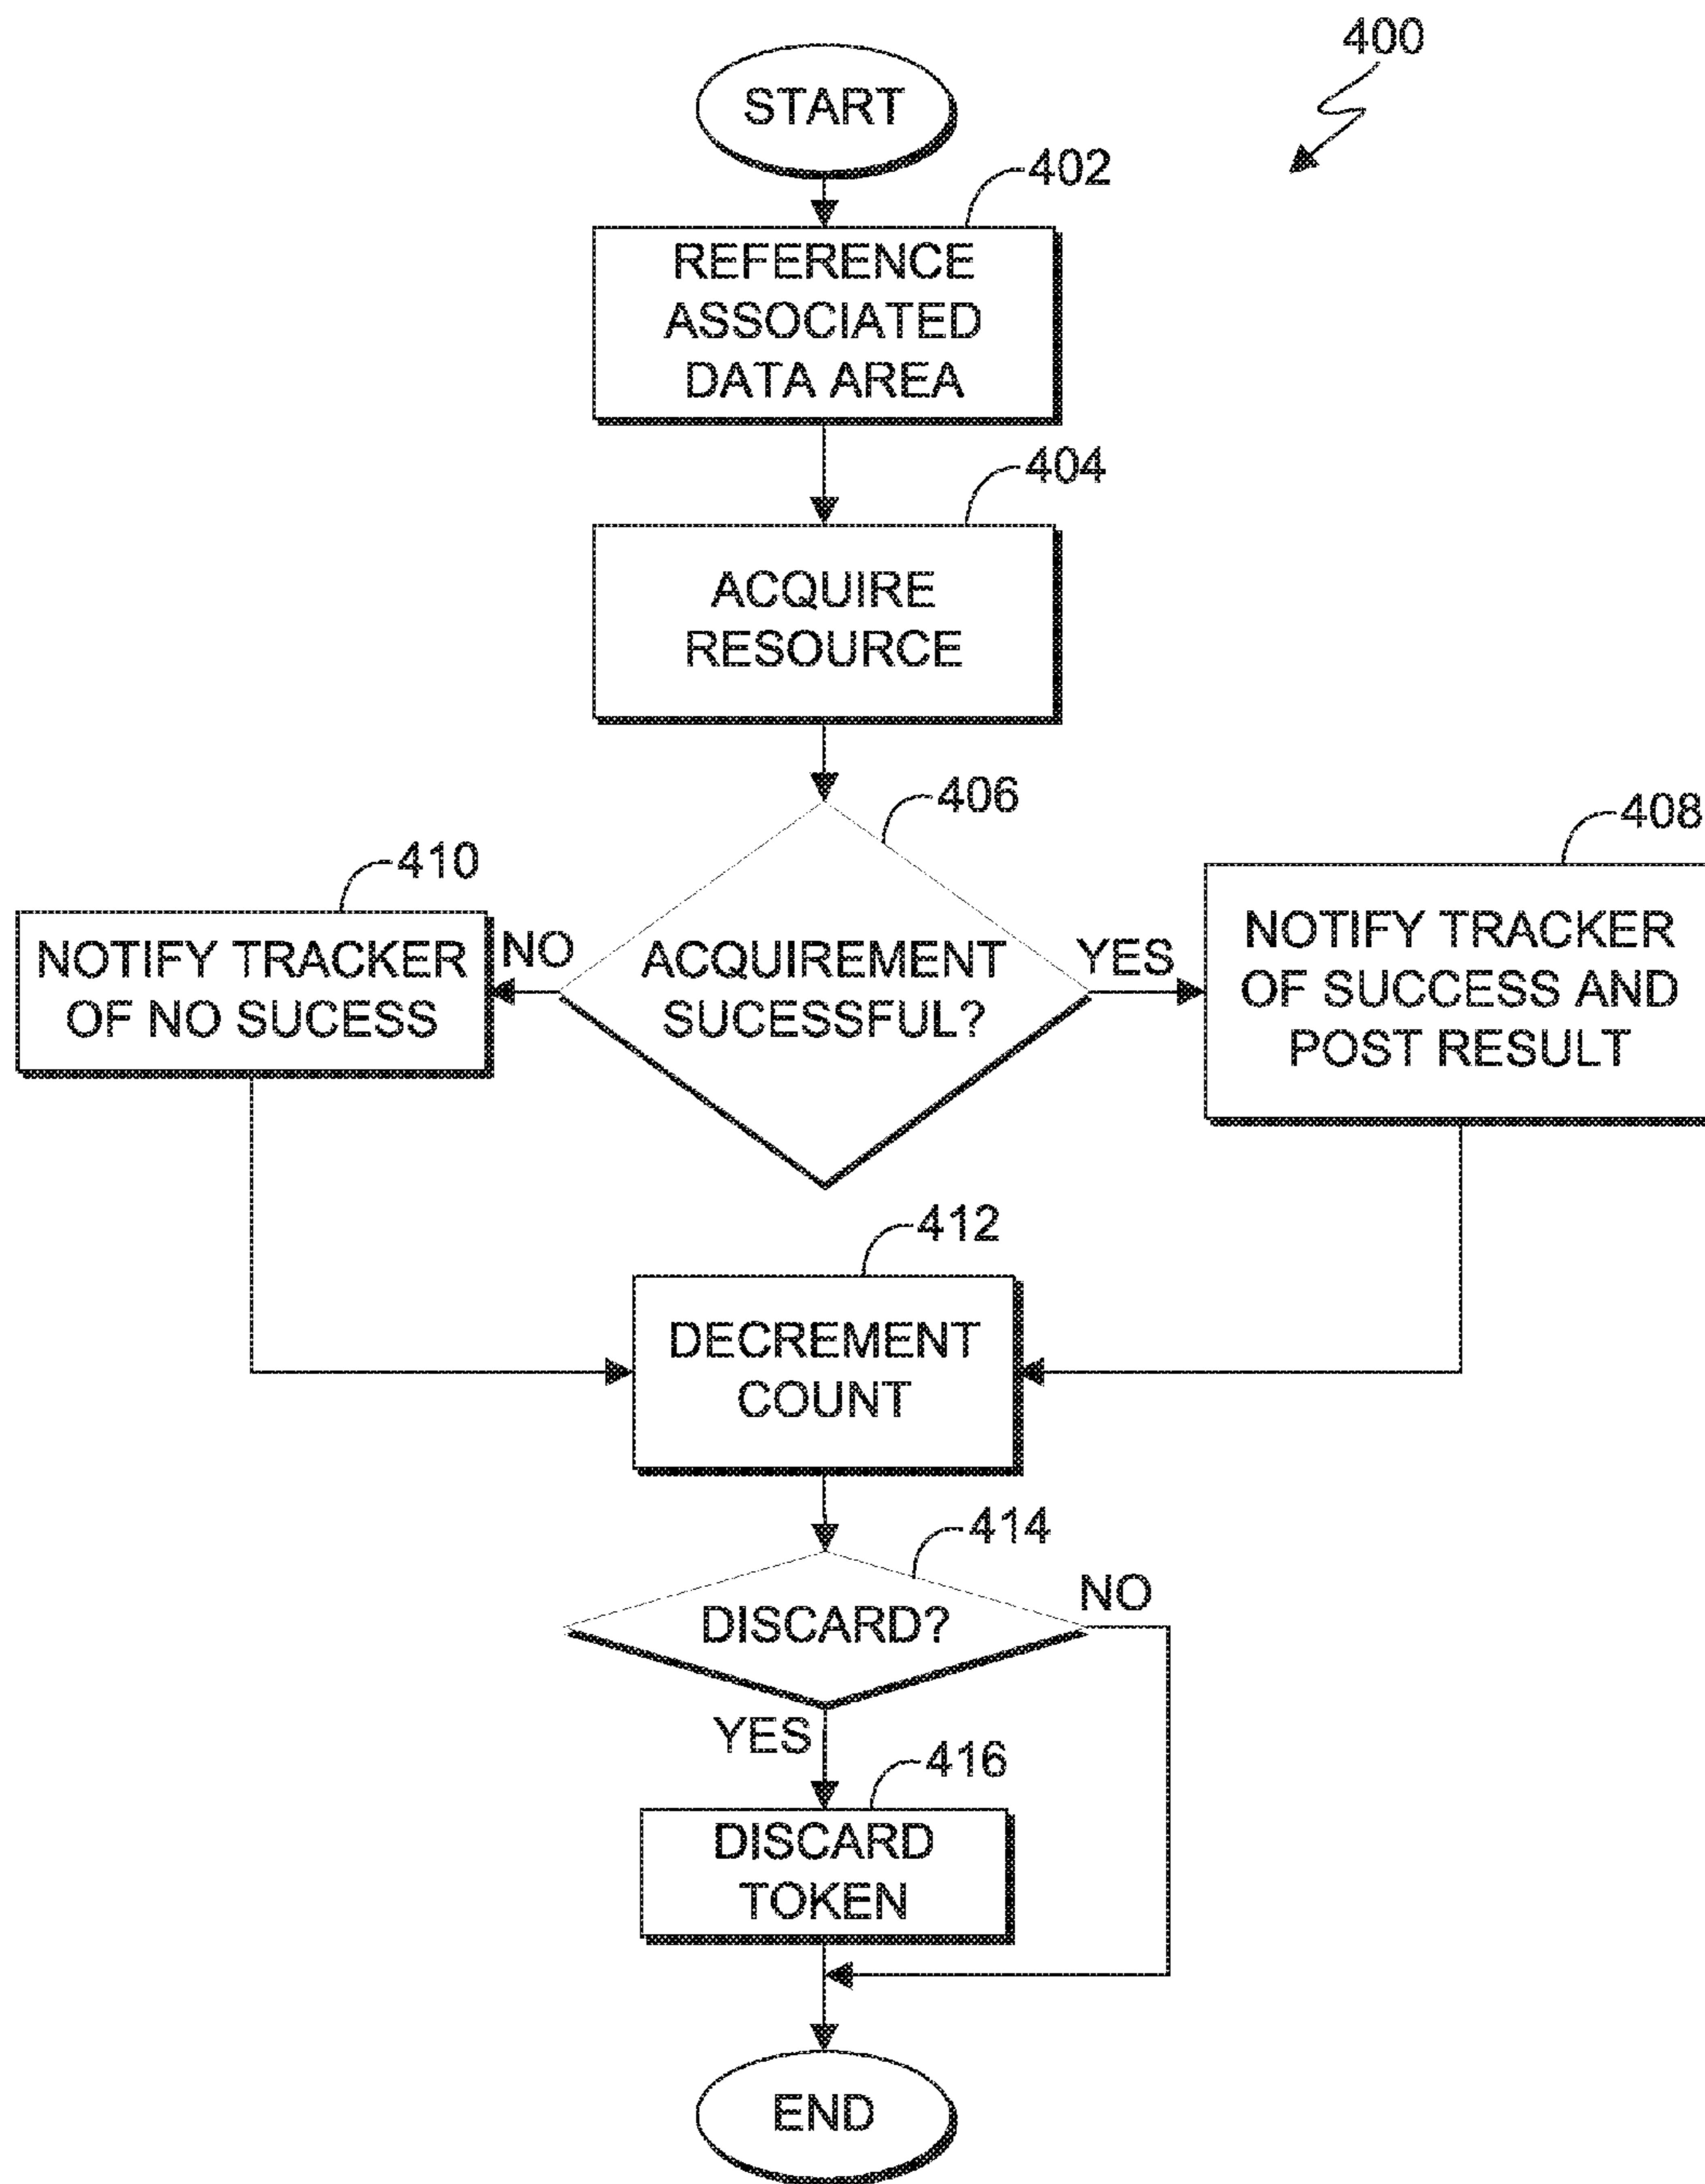 400
START
402
REFERENCE
ASSOCIATED
DATA AREA
404
ACQUIRE
RESOURCE
406
ACQUIREMENT
SUCESSFUL?
NO
YES
410
NOTIFY TRACKER
OF NO SUCESS
408
NOTIFY TRACKER
OF SUCCESS AND
POST RESULT
412
DECREMENT
COUNT
414
DISCARD?
NO
YES
416
DISCARD
TOKEN
END